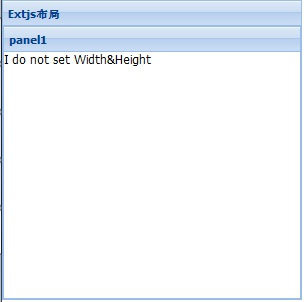 Extjs布局
panel1
I do not set Width&Height